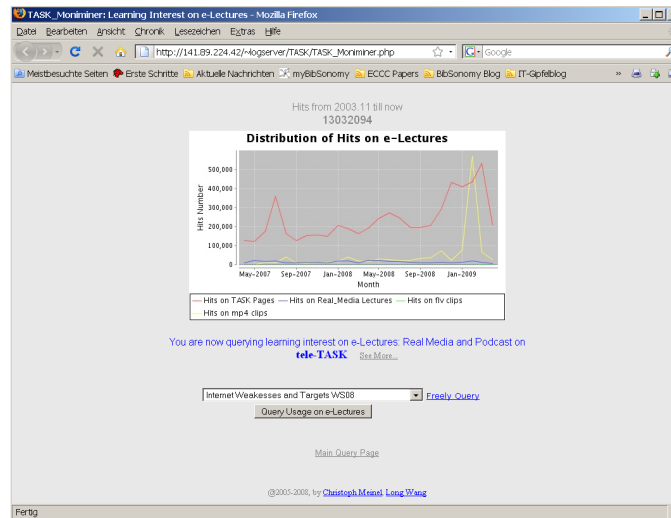 TASK_Moniminer: Learning Interest on e-Lectures - Mozilla Firefox
Datei Bearbeiten Ansicht Chronik Lesezeichen Extras Hilfe
http://141.89.224.42/~logserver/TASK/TASK_Moniminer.php
G Google
Meistbesuchte Seiten Erste Schritte Aktuelle Nachrichten myBibSonomy ECCC Papers BibSonomy Blog IT-Gipfelblog »
Hits from 2003.11 till now
13032094
Distribution of Hits on e-Lectures
500,000
400,000
300,000
200,000
100,000
0
Hits Number
May-2007 Sep-2007 Jan-2008 May-2008 Sep-2008 Jan-2009
Month
Hits on TASK Pages Hits on Real_Media Lectures Hits on flv clips
Hits on mp4 clips
You are now querying learning interest on e-Lectures: Real Media and Podcast on
tele-TASK See More...
Internet Weakesses and Targets WS08 Freely Query
Query Usage on e-Lectures
Main Query Page
@2005-2008, by Christoph Meinel, Long Wang
Fertig